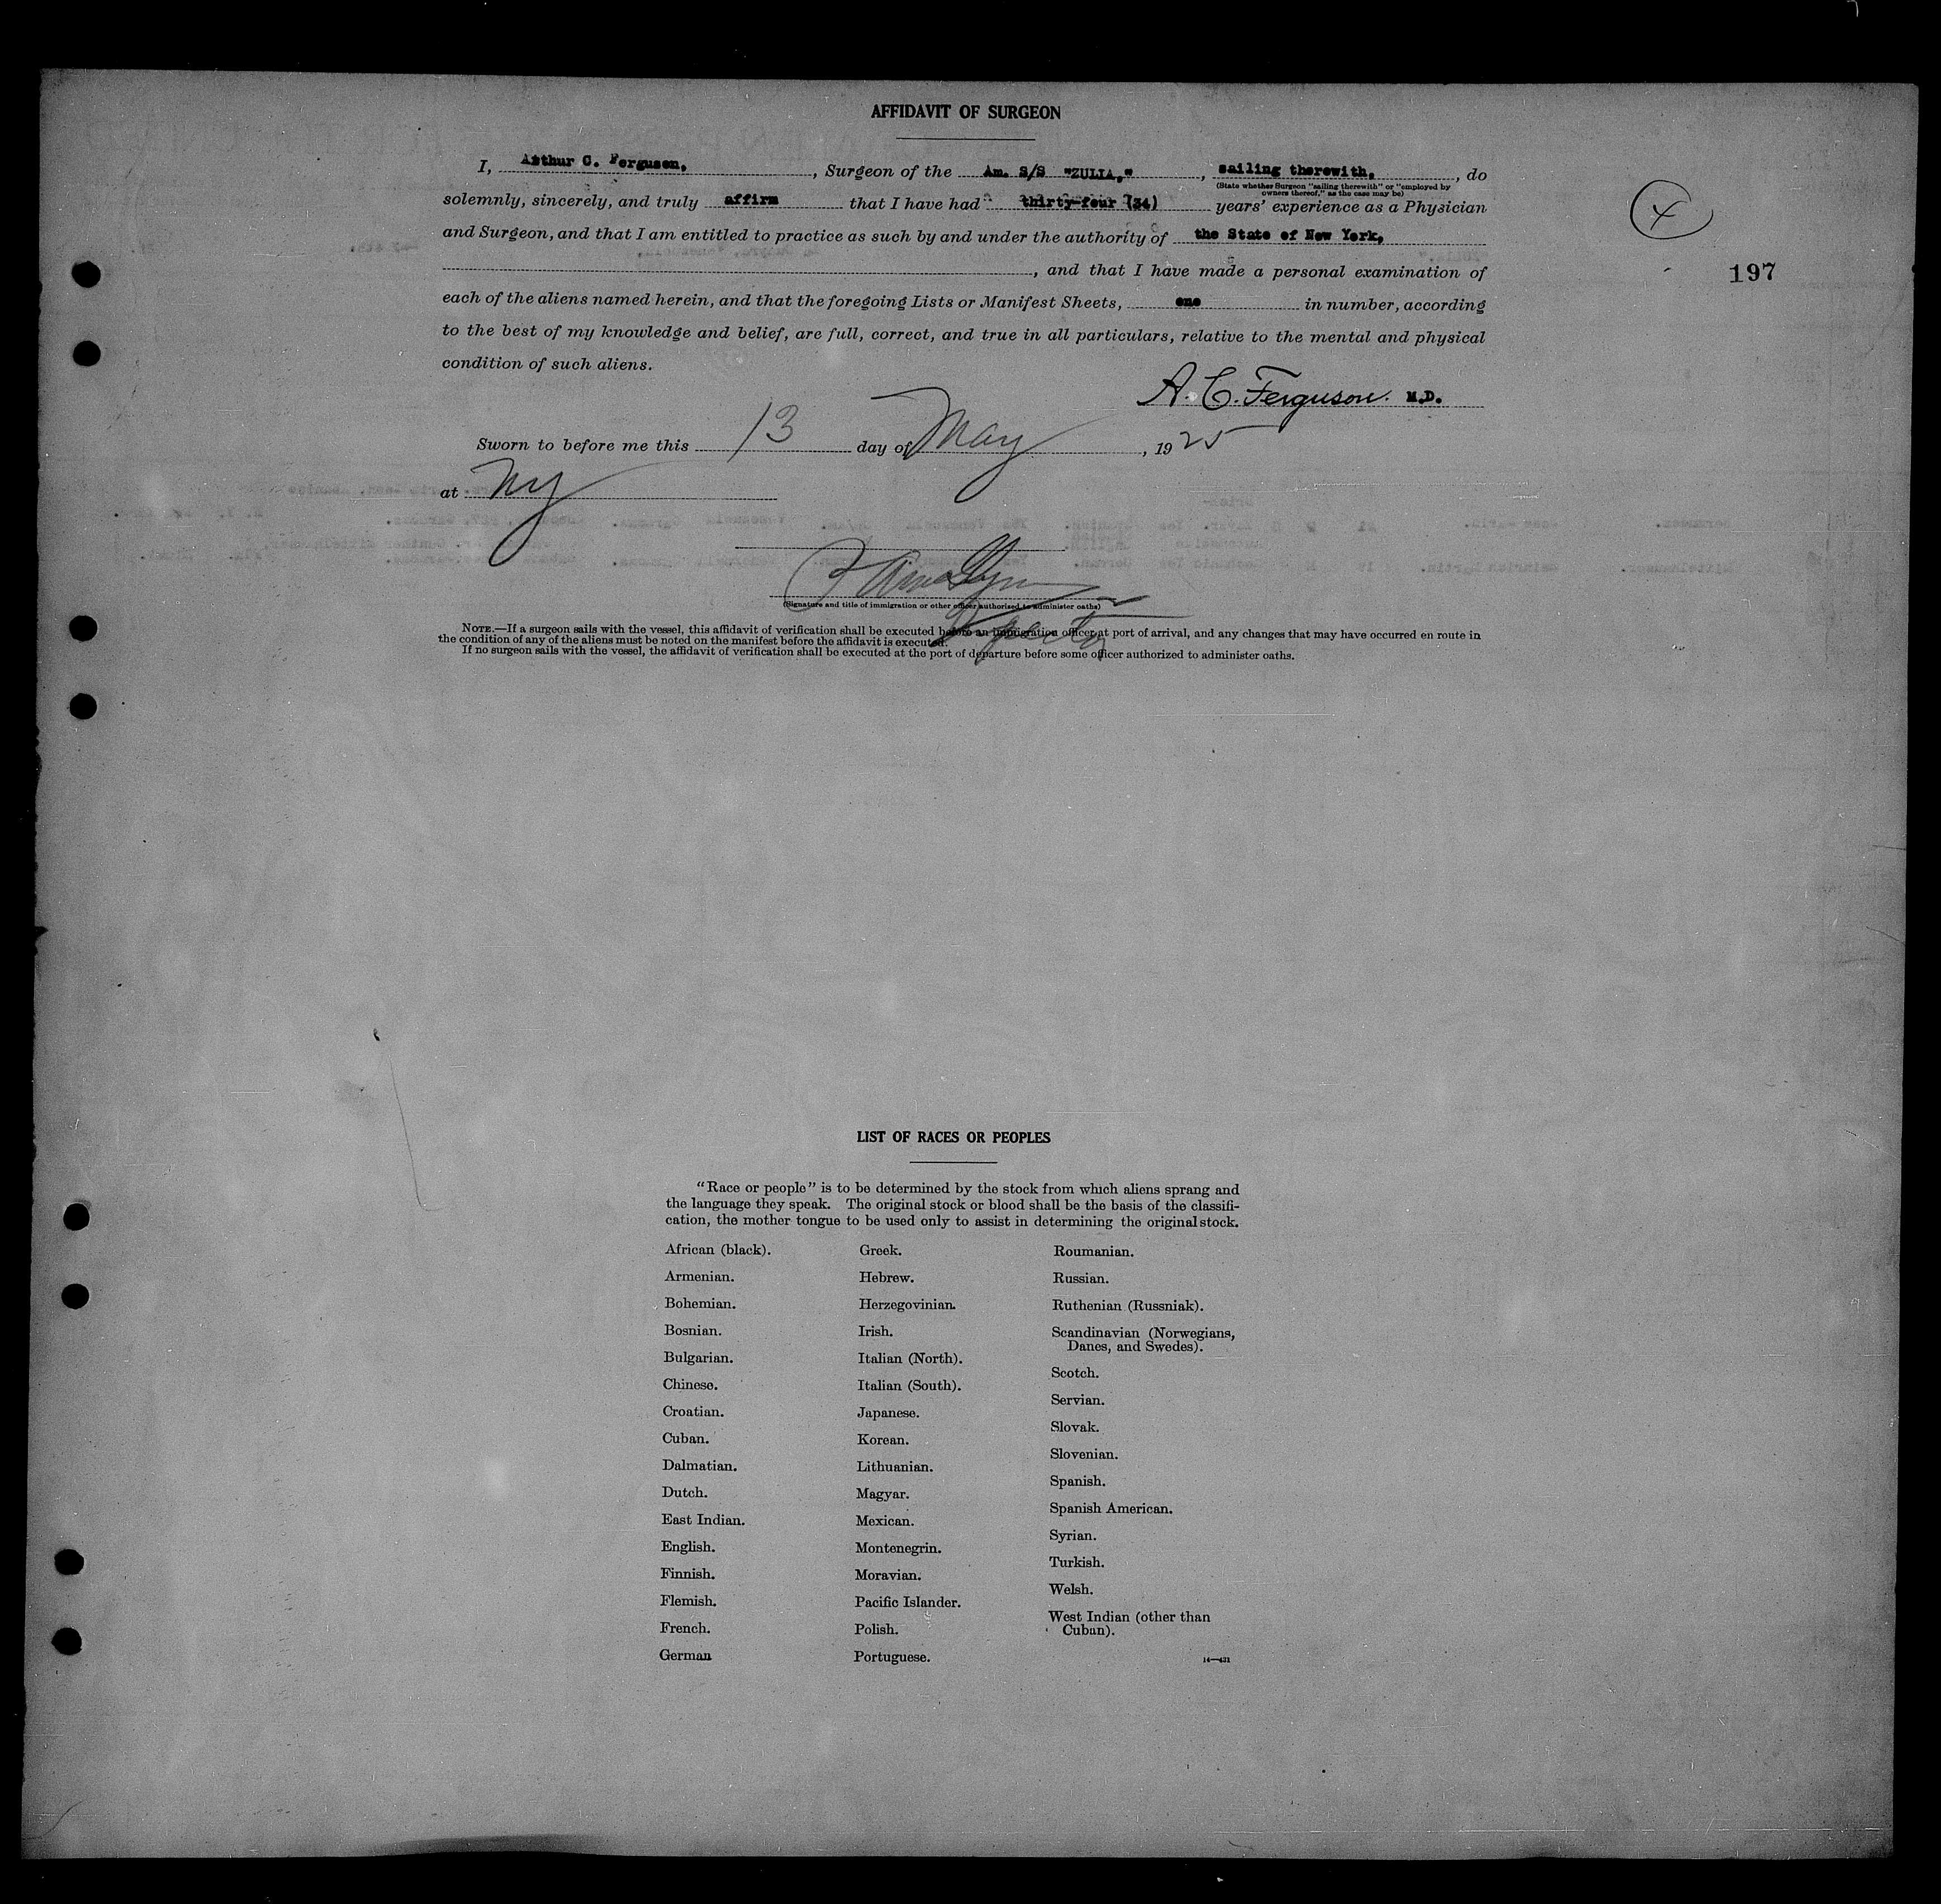 AFFIDAVIT OF SURGEON
I, Arthur C. Ferguson, , Surgeon of the Am. S/S "ZULIA," , sailing therewith, , do
(State whether Surgeon "sailing therewith" or "employed by
owners thereof," as the case may be)
solemnly, sincerely, and truly affirm that I have had thirty-four (34) years' experience as a Physician
and Surgeon, and that I am entitled to practice as such by and under the authority of the State of New York,
, and that I have made a personal examination of
197
each of the aliens named herein, and that the foregoing Lists or Manifest Sheets, one in number, according
to the best of my knowledge and belief, are full, correct, and true in all particulars, relative to the mental and physical
condition of such aliens.
A. C. Ferguson. M.D.
Sworn to before me this 13 day of May , 1925
at NY
(Signature and title of immigration or other officer authorized to administer oaths)
NOTE.—If a surgeon sails with the vessel, this affidavit of verification shall be executed before an immigration officer at port of arrival, and any changes that may have occurred en route in
the condition of any of the aliens must be noted on the manifest before the affidavit is executed.
If no surgeon sails with the vessel, the affidavit of verification shall be executed at the port of departure before some officer authorized to administer oaths.
LIST OF RACES OR PEOPLES
"Race or people" is to be determined by the stock from which aliens sprang and
the language they speak. The original stock or blood shall be the basis of the classifi-
cation, the mother tongue to be used only to assist in determining the original stock.
African (black).
Armenian.
Bohemian.
Bosnian.
Bulgarian.
Chinese.
Croatian.
Cuban.
Dalmatian.
Dutch.
East Indian.
English.
Finnish.
Flemish.
French.
German
Greek.
Hebrew.
Herzegovinian.
Irish.
Italian (North).
Italian (South).
Japanese.
Korean.
Lithuanian.
Magyar.
Mexican.
Montenegrin.
Moravian.
Pacific Islander.
Polish.
Portuguese.
Roumanian.
Russian.
Ruthenian (Russniak).
Scandinavian (Norwegians,
Danes, and Swedes).
Scotch.
Servian.
Slovak.
Slovenian.
Spanish.
Spanish American.
Syrian.
Turkish.
Welsh.
West Indian (other than
Cuban).
14—431